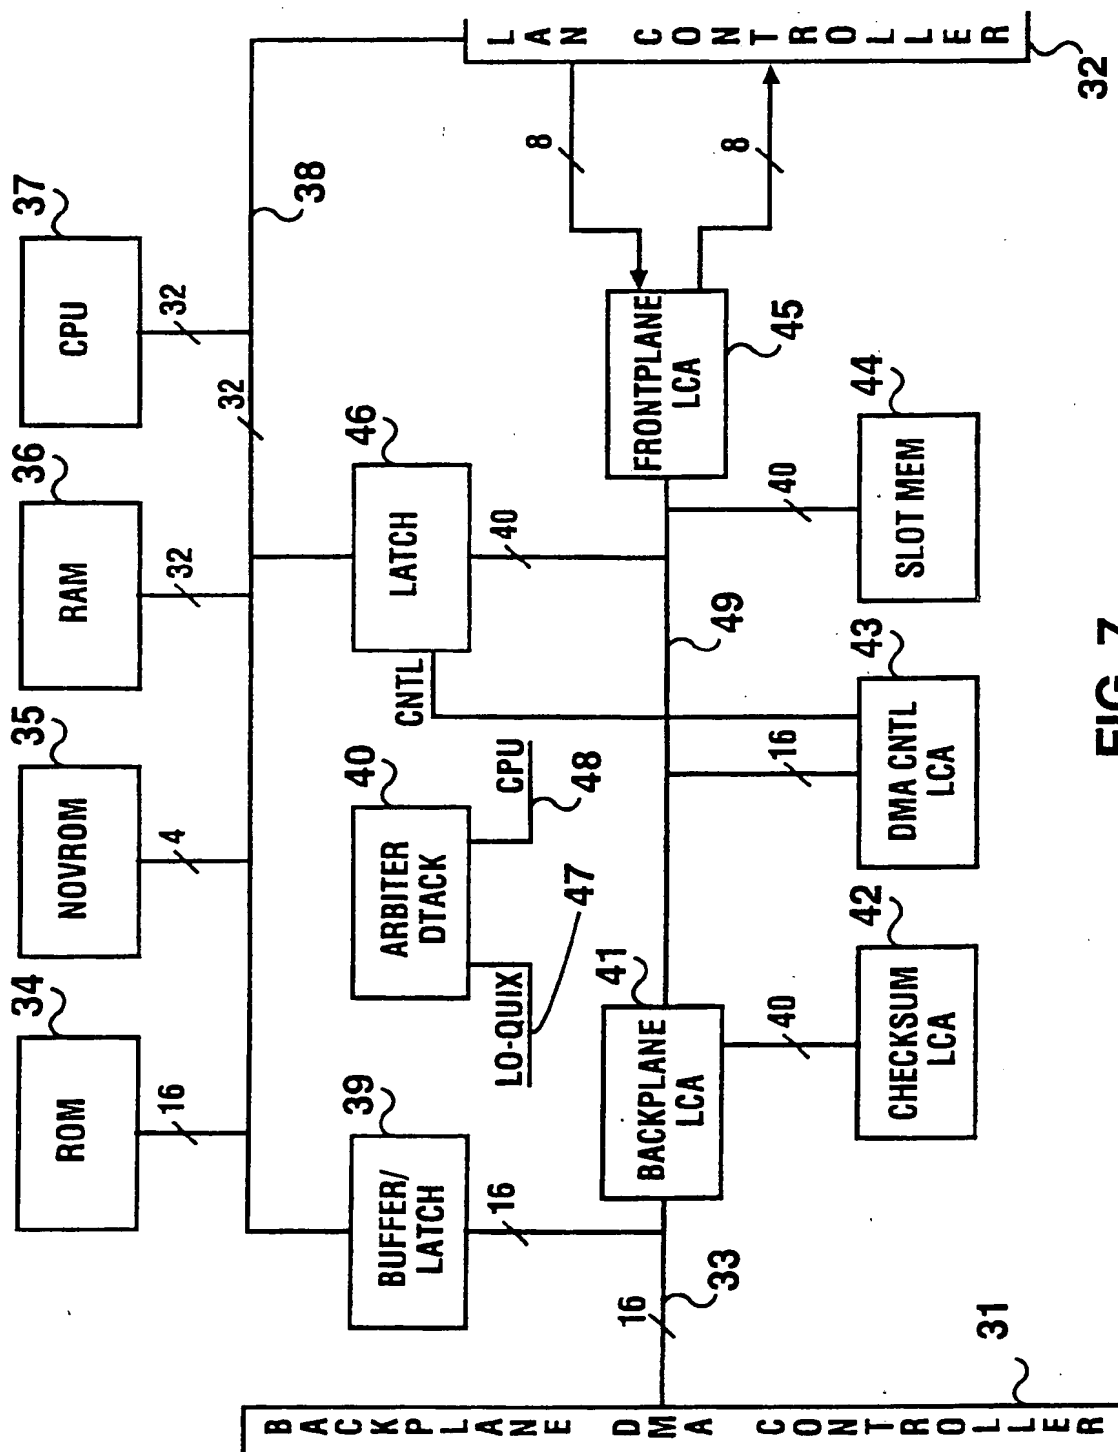 34
35
36
37
ROM
NOVROM
RAM
CPU
16
4
32
32
32
38
39
40
46
BUFFER/
LATCH
ARBITER
DTACK
LATCH
CNTL
LO-QUIX
CPU
47
48
16
40
8
8
LAN CONTROLLER
32
BACKPLANE DMA CONTROLLER
31
16
33
41
BACKPLANE
LCA
49
FRONTPLANE
LCA
45
40
16
40
42
43
44
CHECKSUM
LCA
DMA CNTL
LCA
SLOT MEM
FIG. 7